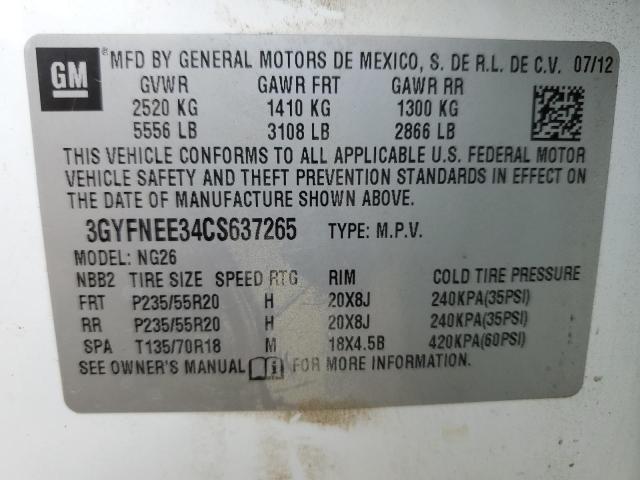 GM ® MFD BY GENERAL MOTORS DE MEXICO, S. DE R.L. DE C.V. 07/12
GVWR GAWR FRT GAWR RR
2520 KG 1410 KG 1300 KG
5556 LB 3108 LB 2866 LB
THIS VEHICLE CONFORMS TO ALL APPLICABLE U.S. FEDERAL MOTOR
VEHICLE SAFETY AND THEFT PREVENTION STANDARDS IN EFFECT ON
THE DATE OF MANUFACTURE SHOWN ABOVE.
3GYFNEE34CS637265 TYPE: M.P.V.
MODEL: NG26
NBB2 TIRE SIZE SPEED RTG RIM COLD TIRE PRESSURE
FRT P235/55R20 H 20X8J 240KPA(35PSI)
RR P235/55R20 H 20X8J 240KPA(35PSI)
SPA T135/70R18 M 18X4.5B 420KPA(60PSI)
SEE OWNER'S MANUAL i FOR MORE INFORMATION.